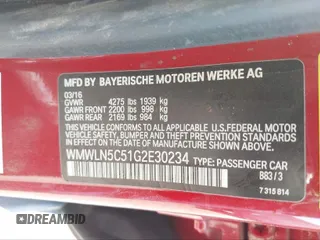 MFD BY BAYERISCHE MOTOREN WERKE AG
03/16
GVWR 4275 lbs 1939 kg
GAWR FRONT 2200 lbs 998 kg
GAWR REAR 2169 lbs 984 kg
THIS VEHICLE CONFORMS TO ALL APPLICABLE U.S. FEDERAL MOTOR
VEHICLE SAFETY, BUMPER AND THEFT PREVENTION STANDARDS
IN EFFECT ON THE DATE OF MANUFACTURE SHOWN ABOVE.
WMWLN5C51G2E30234 TYPE: PASSENGER CAR
B83 / 3
7 315 814
DREAMBID